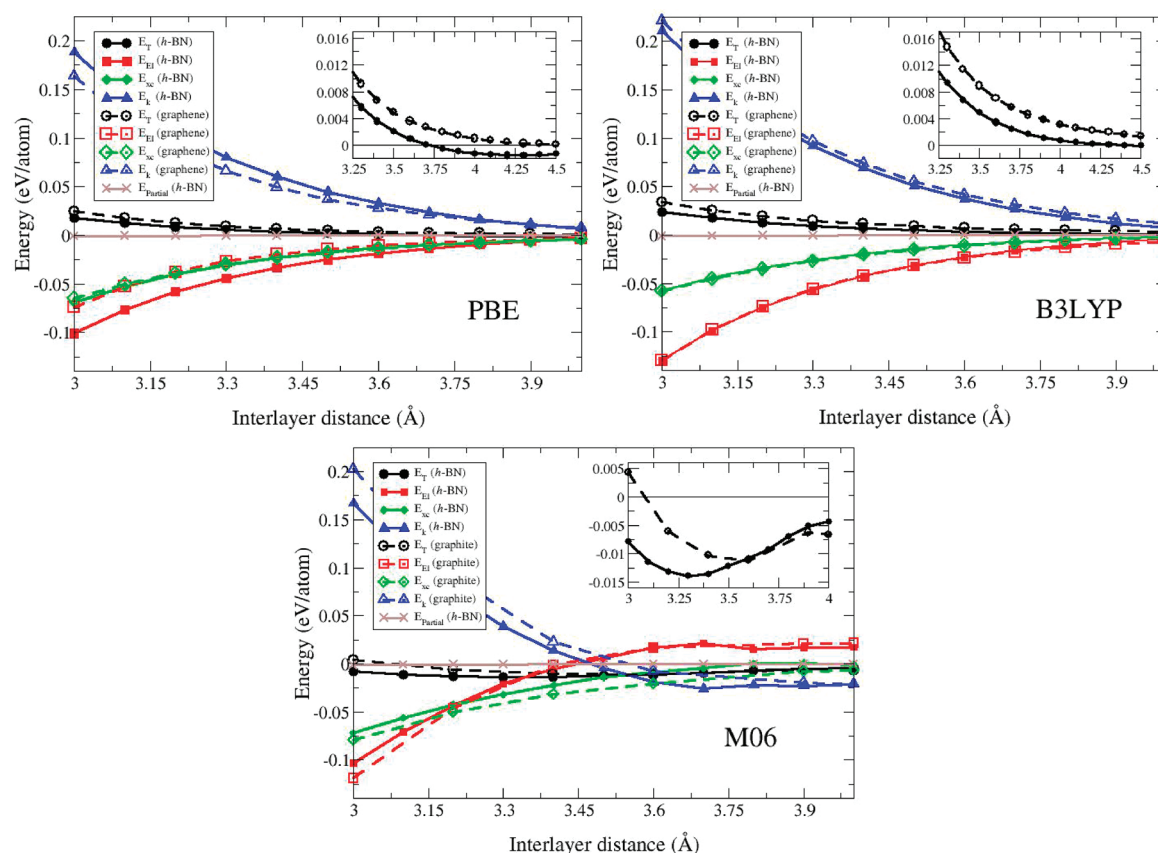 0.2
0.15
0.1
0.05
0
-0.05
-0.1
Energy (eV/atom)
E_T (h-BN)
E_El (h-BN)
E_xc (h-BN)
E_k (h-BN)
E_T (graphene)
E_El (graphene)
E_xc (graphene)
E_k (graphene)
E_Partial (h-BN)
0.016
0.012
0.008
0.004
0
3.25 3.5 3.75 4 4.25 4.5
PBE
3 3.15 3.3 3.45 3.6 3.75 3.9
Interlayer distance (Å)
0.2
0.15
0.1
0.05
0
-0.05
-0.1
Energy (eV/atom)
E_T (h-BN)
E_El (h-BN)
E_xc (h-BN)
E_k (h-BN)
E_T (graphene)
E_El (graphene)
E_xc (graphene)
E_k (graphene)
E_Partial (h-BN)
0.016
0.012
0.008
0.004
0
3.25 3.5 3.75 4 4.25 4.5
B3LYP
3 3.15 3.3 3.45 3.6 3.75 3.9
Interlayer distance (Å)
0.2
0.15
0.1
0.05
0
-0.05
-0.1
Energy (eV/atom)
E_T (h-BN)
E_El (h-BN)
E_xc (h-BN)
E_k (h-BN)
E_T (graphite)
E_El (graphite)
E_xc (graphite)
E_k (graphite)
E_Partial (h-BN)
0.005
0
-0.005
-0.01
-0.015
3 3.25 3.5 3.75 4
M06
3 3.15 3.3 3.45 3.6 3.75 3.9
Interlayer distance (Å)